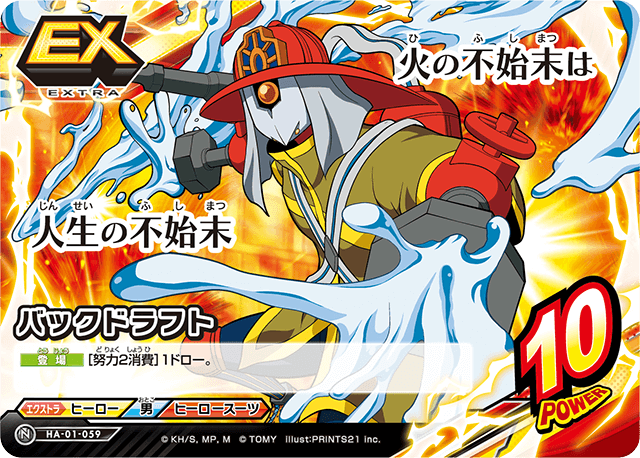 EX
EXTRA
火の不始末は
人生の不始末
バックドラフト
登場 [努力2消費]1ドロー。
10
POWER
エクストラ ヒーロー 男 ヒーロースーツ
N HA-01-059
© KH/S, MP, M © TOMY illust:PRINTS21 inc.